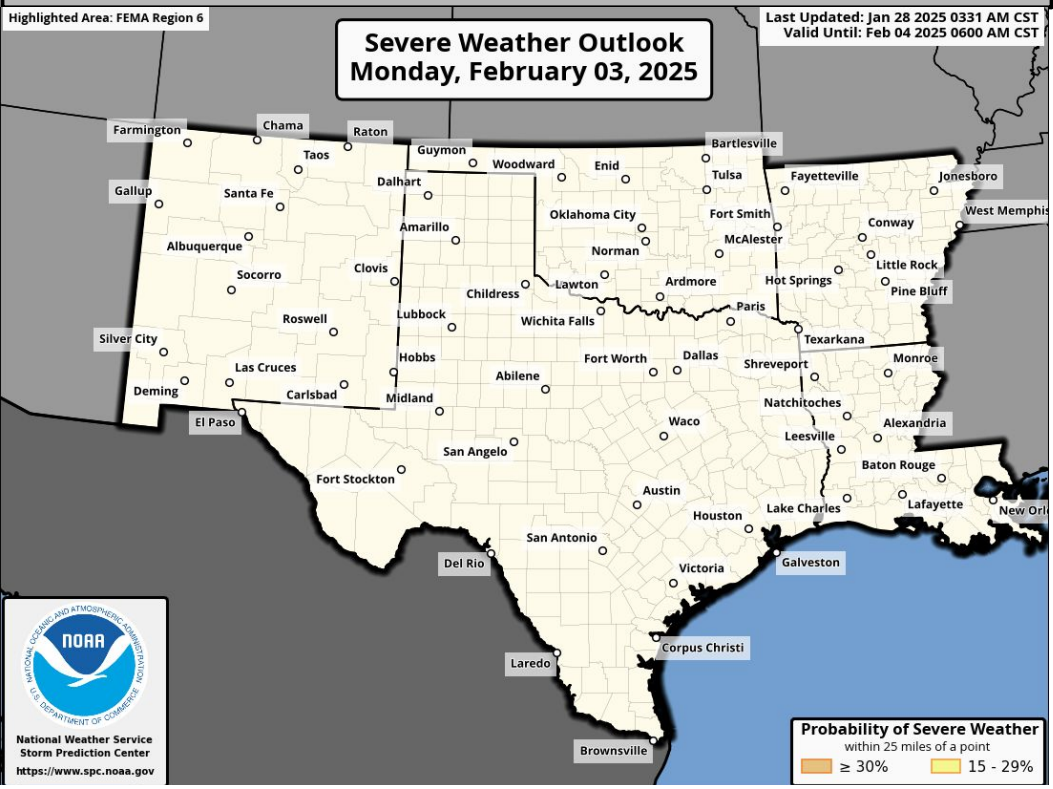 Highlighted Area: FEMA Region 6
Severe Weather Outlook
Monday, February 03, 2025
Last Updated: Jan 28 2025 0331 AM CST
Valid Until: Feb 04 2025 0600 AM CST
Farmington
Chama
Raton
Taos
Guymon
Woodward
Enid
Bartlesville
Tulsa
Fayetteville
Jonesboro
Gallup
Santa Fe
Dalhart
Oklahoma City
Fort Smith
Conway
West Memphis
Albuquerque
Amarillo
Norman
McAlester
Little Rock
Socorro
Clovis
Childress
Lawton
Ardmore
Hot Springs
Pine Bluff
Roswell
Lubbock
Wichita Falls
Paris
Texarkana
Silver City
Las Cruces
Hobbs
Fort Worth
Dallas
Shreveport
Monroe
Deming
Carlsbad
Midland
Abilene
Natchitoches
El Paso
San Angelo
Waco
Leesville
Alexandria
Fort Stockton
Austin
Baton Rouge
Houston
Lake Charles
Lafayette
New Orl
San Antonio
Del Rio
Victoria
Galveston
Laredo
Corpus Christi
Brownsville
NATIONAL OCEANIC AND ATMOSPHERIC ADMINISTRATION
NOAA
U.S. DEPARTMENT OF COMMERCE
National Weather Service
Storm Prediction Center
https://www.spc.noaa.gov
Probability of Severe Weather
within 25 miles of a point
≥ 30%
15 - 29%